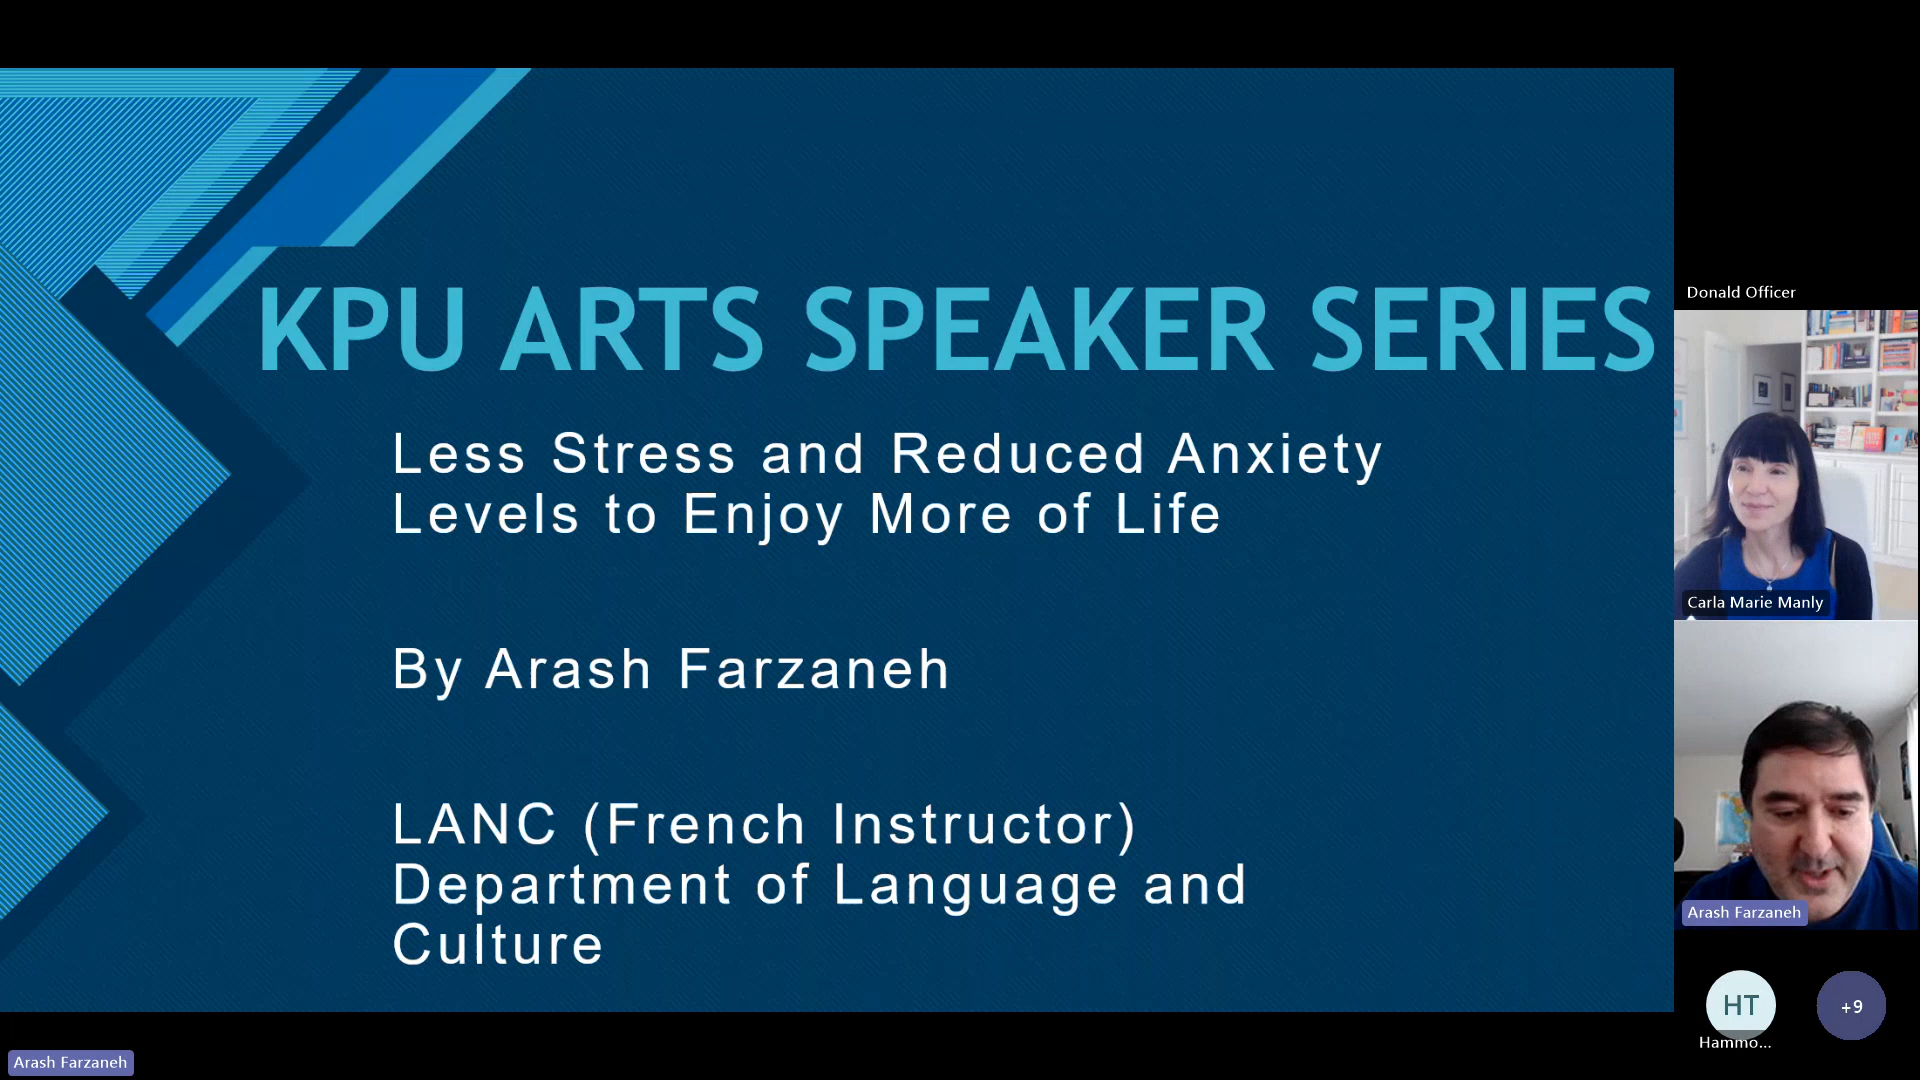 KPU ARTS SPEAKER SERIES
Less Stress and Reduced Anxiety
Levels to Enjoy More of Life
By Arash Farzaneh
LANC (French Instructor)
Department of Language and
Culture
Donald Officer
Carla Marie Manly
Arash Farzaneh
HT
Hammo...
+9
Arash Farzaneh